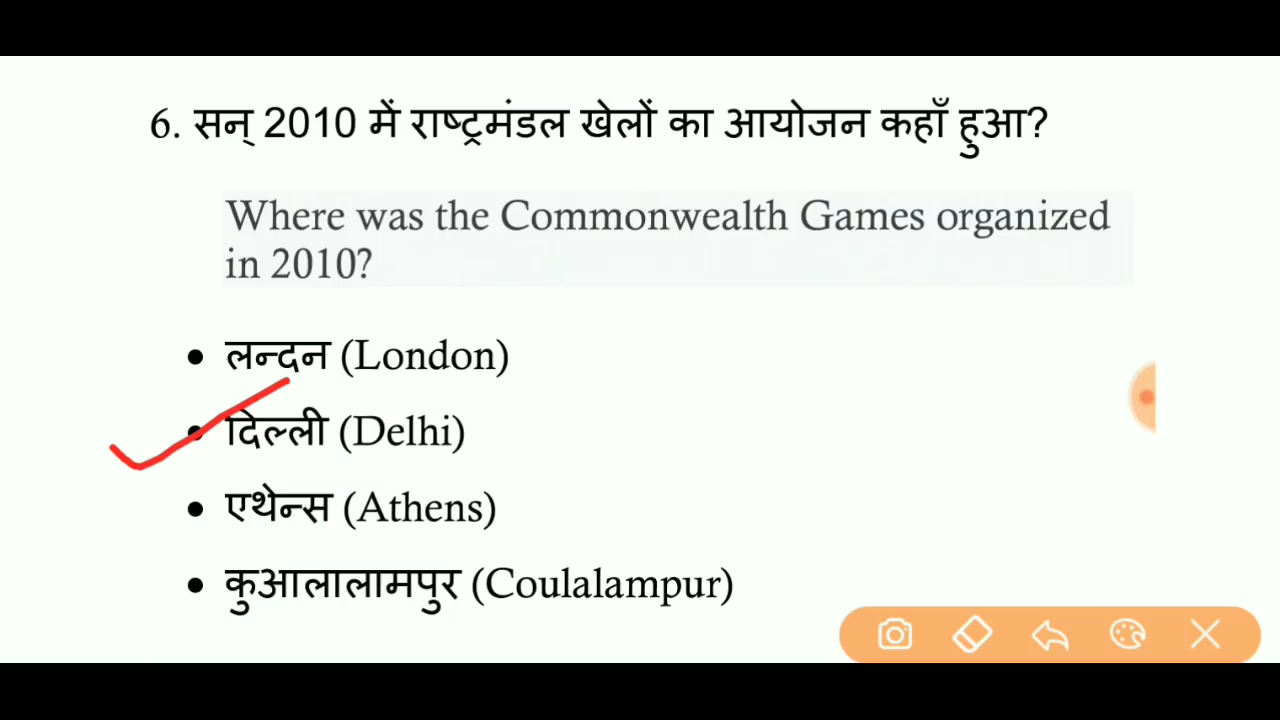 6. सन् 2010 में राष्ट्रमंडल खेलों का आयोजन कहाँ हुआ?
Where was the Commonwealth Games organized
in 2010?
• लन्दन (London)
• दिल्ली (Delhi)
• एथेन्स (Athens)
• कुआलालामपुर (Coulalampur)